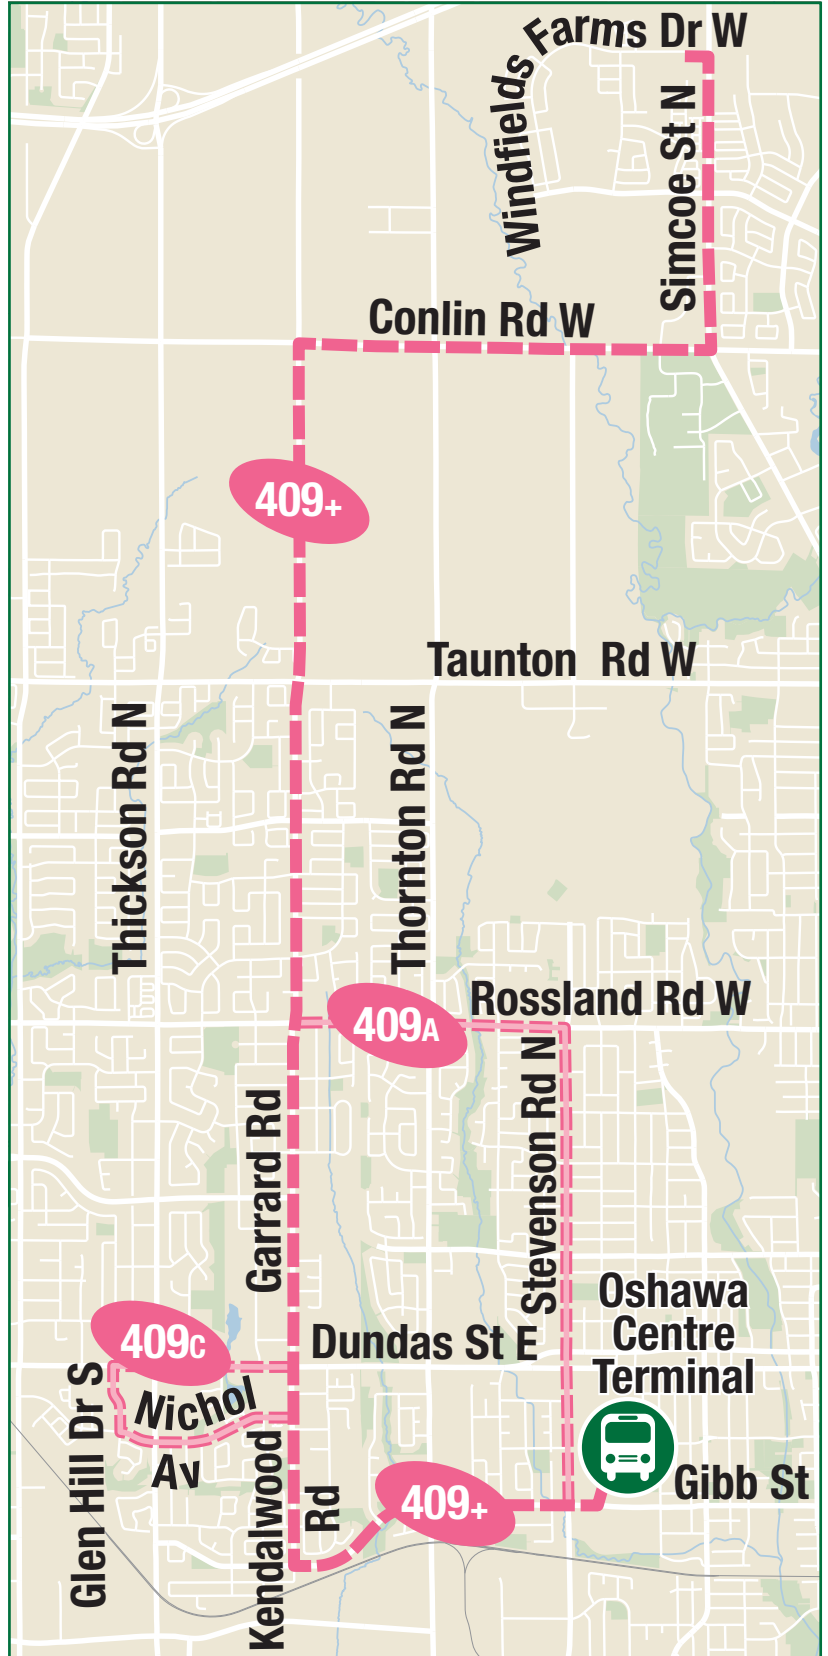 Windfields Farms Dr W
Simcoe St N
Conlin Rd W
409+
Taunton Rd W
Thickson Rd N
Thornton Rd N
Rossland Rd W
409A
Stevenson Rd N
Garrard Rd
Oshawa
Centre
Terminal
409C
Dundas St E
Glen Hill Dr S
Nichol
Av
Kendalwood
Rd
409+
Gibb St